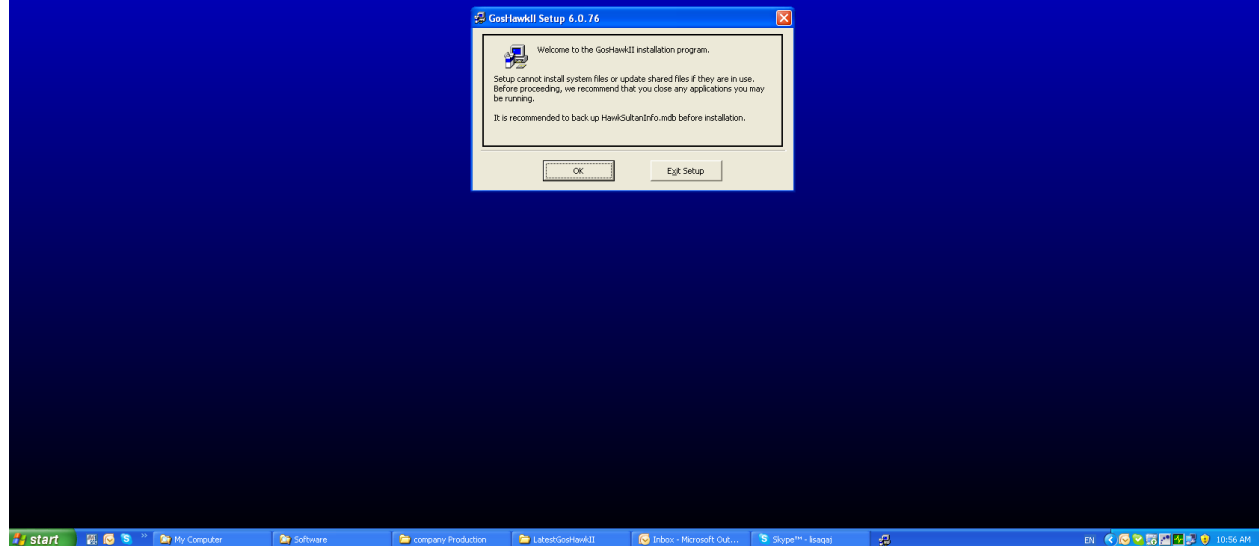 GosHawkII Setup 6.0.76
Welcome to the GosHawkII installation program.
Setup cannot install system files or update shared files if they are in use.
Before proceeding, we recommend that you close any applications you may
be running.
It is recommended to back up HawkSultanInfo.mdb before installation.
OK
Exit Setup
start
My Computer
Software
company Production
LatestGosHawkII
Inbox - Microsoft Out...
Skype™ - lisaqaj
EN
10:56 AM